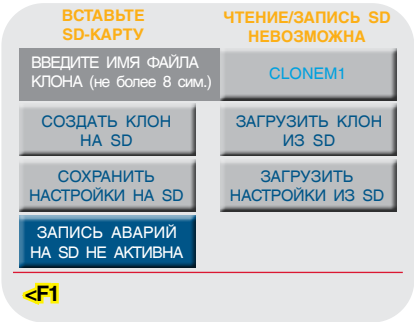 ВСТАВЬТЕ
SD-КАРТУ
ЧТЕНИЕ/ЗАПИСЬ SD
НЕВОЗМОЖНА
ВВЕДИТЕ ИМЯ ФАЙЛА
КЛОНА (не более 8 сим.)
CLONEM1
СОЗДАТЬ КЛОН
НА SD
ЗАГРУЗИТЬ КЛОН
ИЗ SD
СОХРАНИТЬ
НАСТРОЙКИ НА SD
ЗАГРУЗИТЬ
НАСТРОЙКИ ИЗ SD
ЗАПИСЬ АВАРИЙ
НА SD НЕ АКТИВНА
<F1